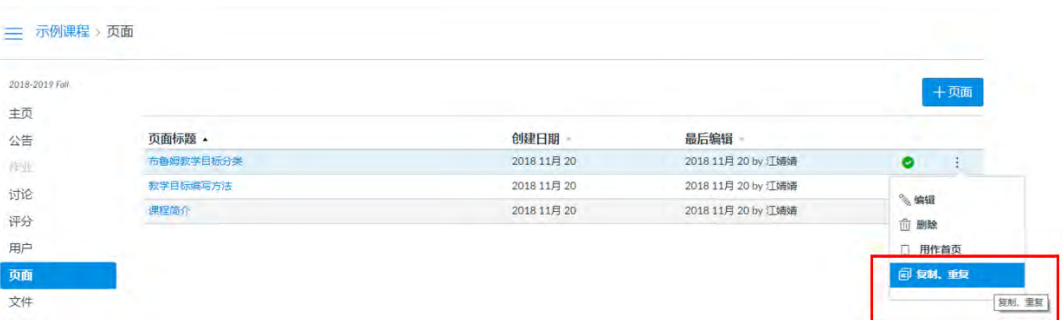 示例课程 › 页面
2018-2019 Fall
＋页面
主页
公告
页面标题 创建日期 最后编辑
作业
布鲁姆教学目标分类 2018 11月 20 2018 11月 20 by 江婧婧
讨论
教学目标编写方法 2018 11月 20 2018 11月 20 by 江婧婧
编辑
课程简介 2018 11月 20 2018 11月 20 by 江婧婧
评分
删除
用户
用作首页
页面
复制、重复
文件
复制、重复